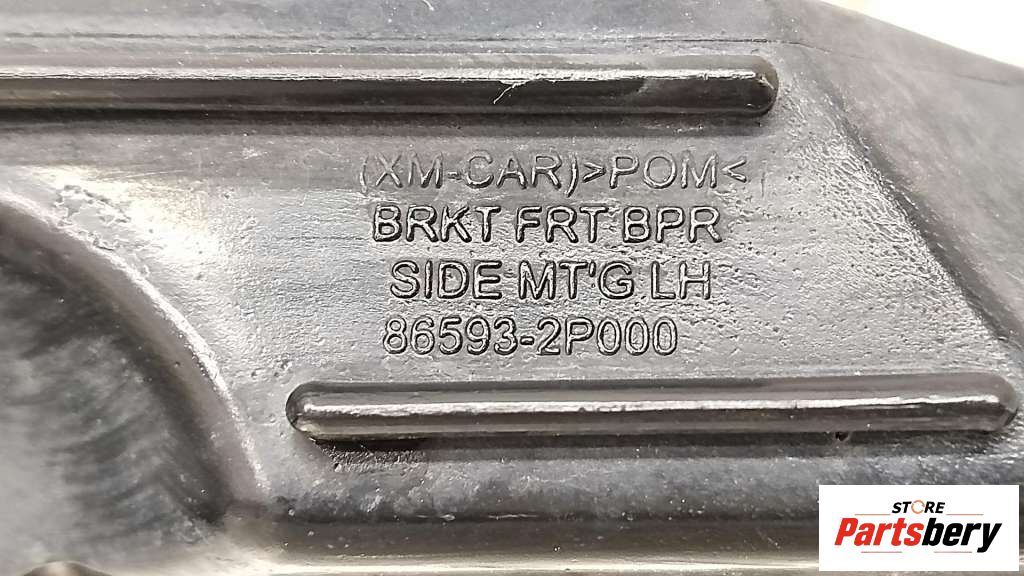 (XM-CAR)>POM<
BRKT FRT BPR
SIDE MT'G LH
86593-2P000
STORE
Partsbery